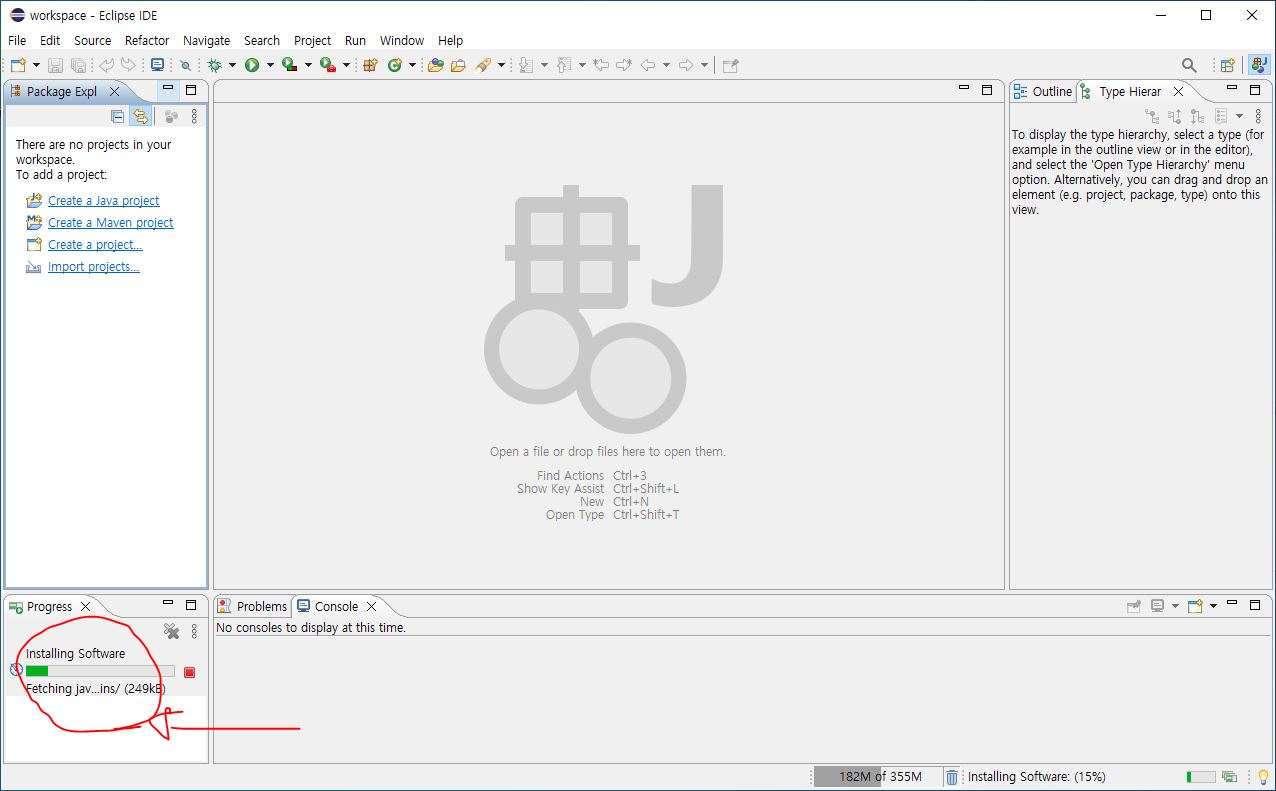 workspace - Eclipse IDE
File Edit Source Refactor Navigate Search Project Run Window Help
Package Expl
There are no projects in your
workspace.
To add a project:
Create a Java project
Create a Maven project
Create a project...
Import projects...
J
Open a file or drop files here to open them.
Find Actions Ctrl+3
Show Key Assist Ctrl+Shift+L
New Ctrl+N
Open Type Ctrl+Shift+T
Outline Type Hierar
To display the type hierarchy, select a type (for
example in the outline view or in the editor),
and select the 'Open Type Hierarchy' menu
option. Alternatively, you can drag and drop an
element (e.g. project, package, type) onto this
view.
Progress
Installing Software
Fetching jav...ins/ (249kB)
Problems Console
No consoles to display at this time.
182M of 355M
Installing Software: (15%)